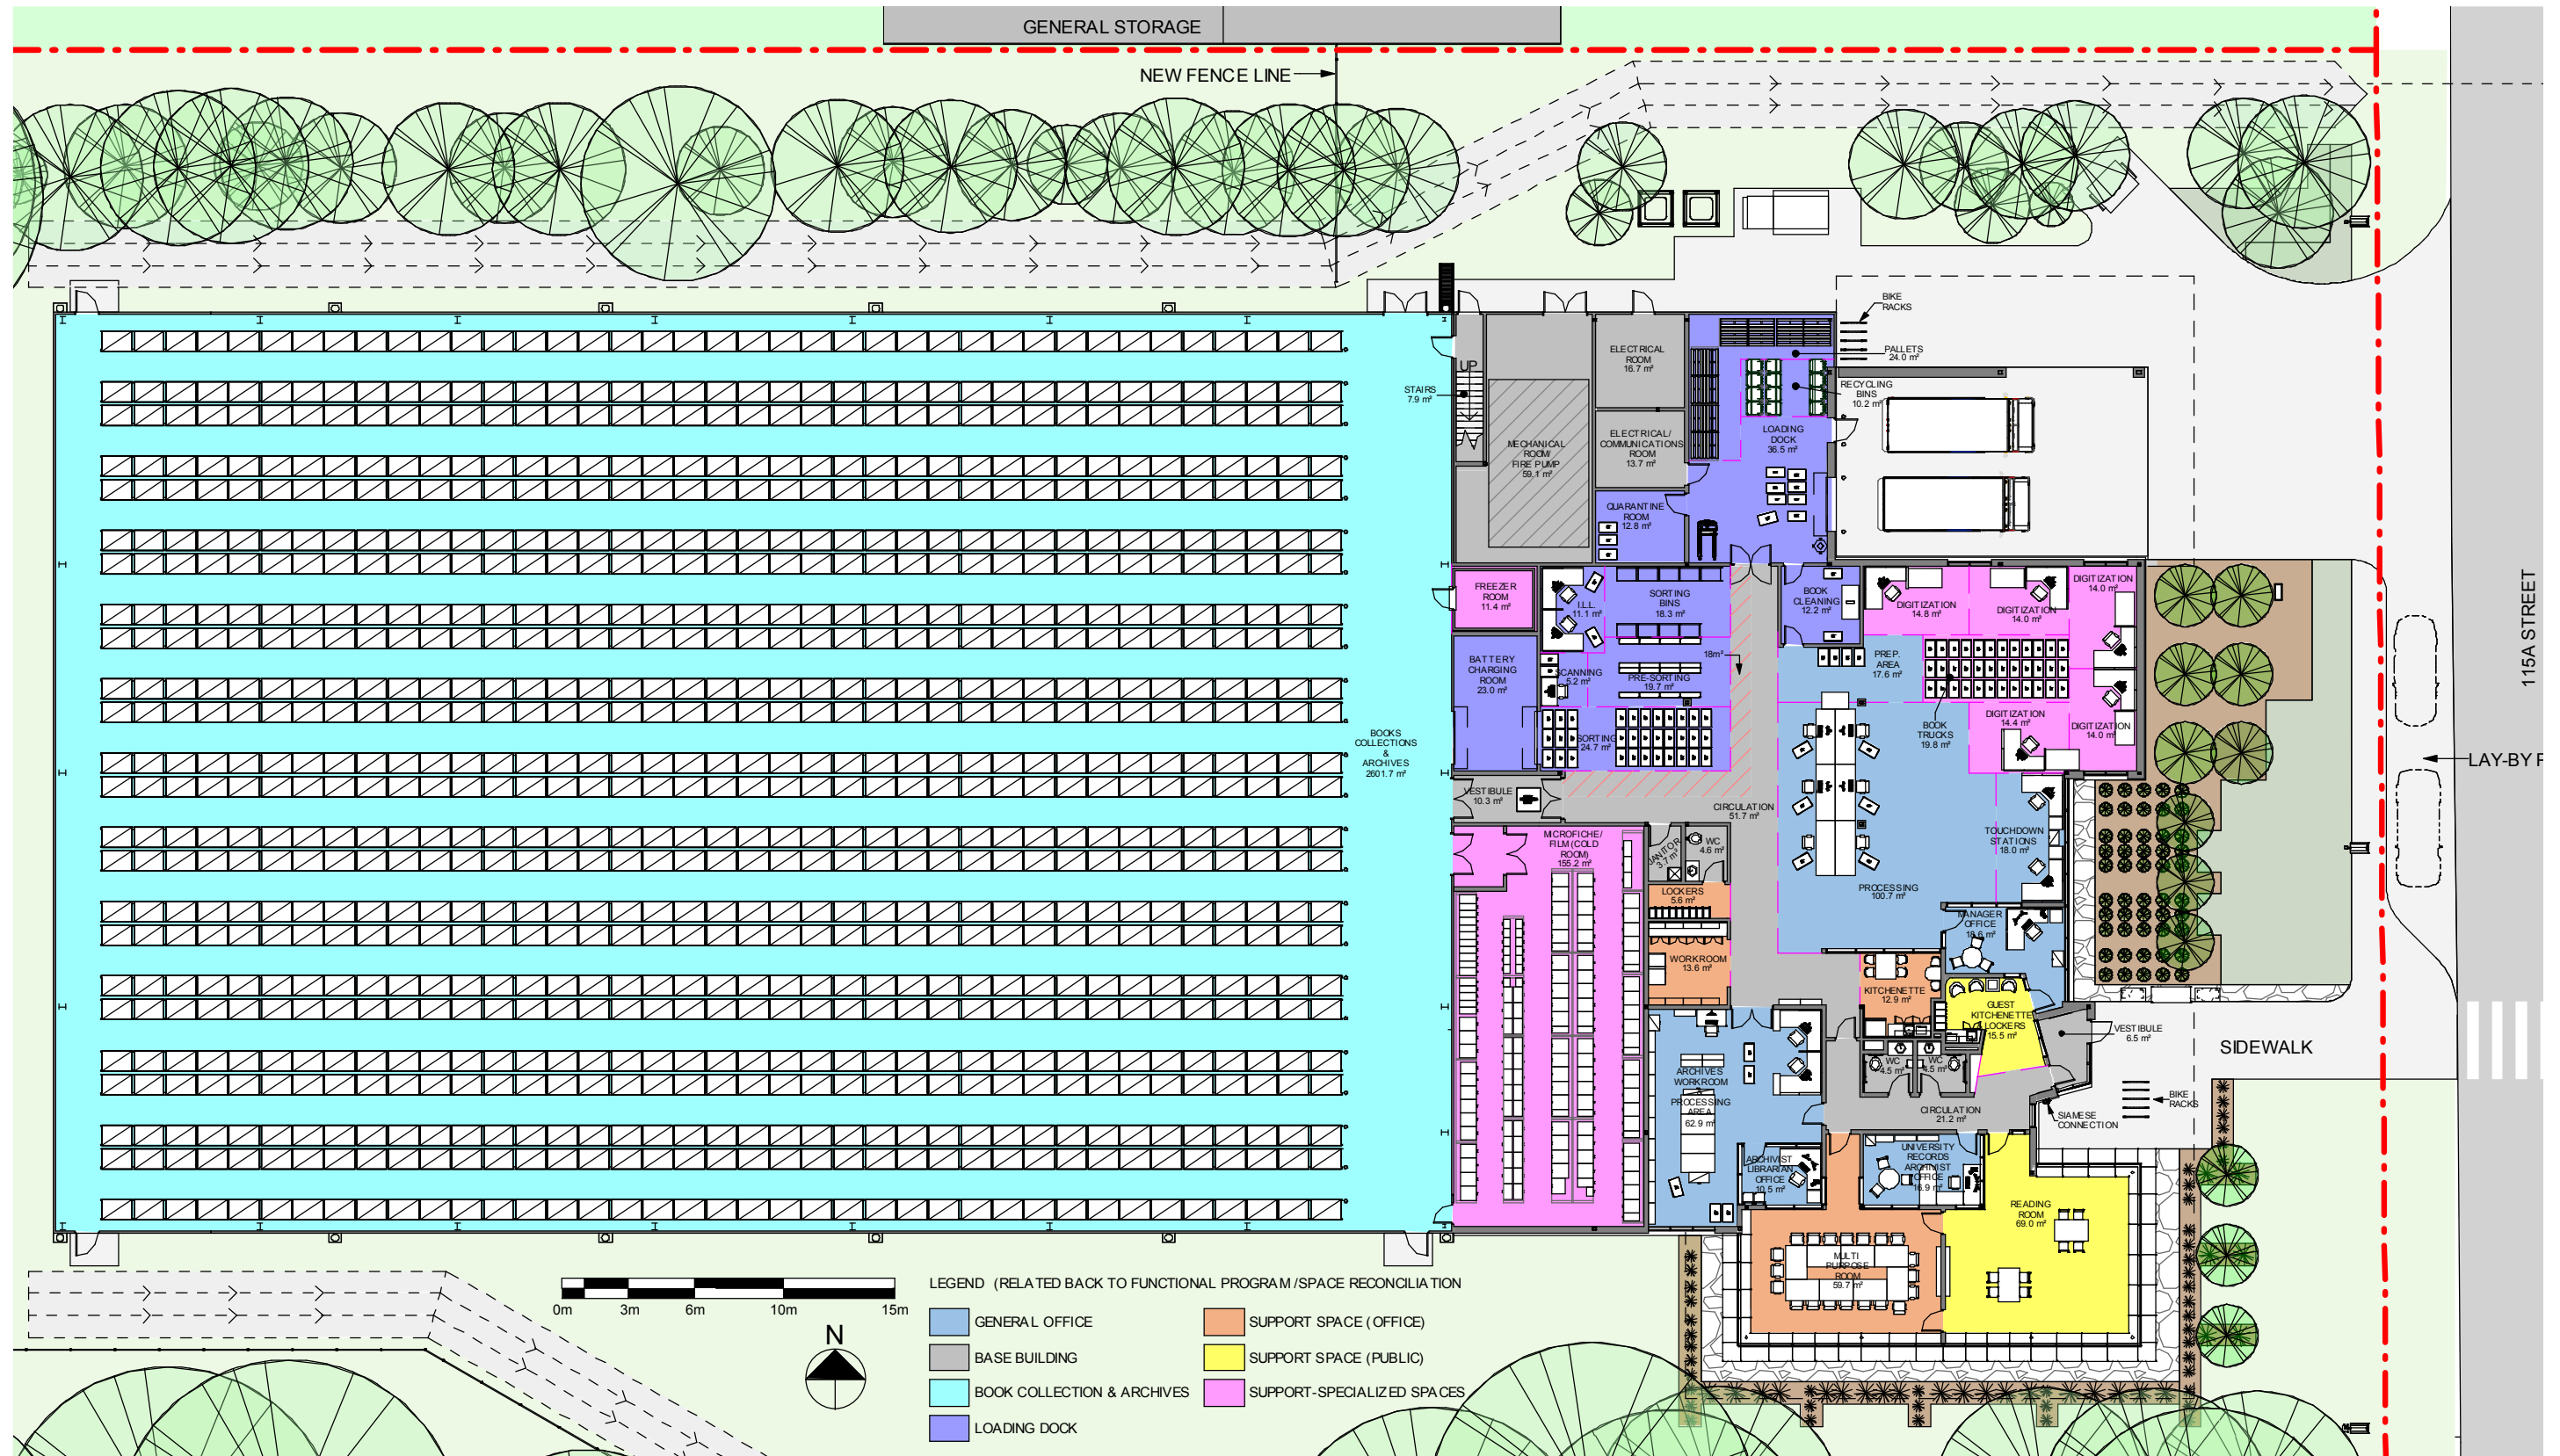 GENERAL STORAGE
NEW FENCE LINE
BIKE
RACKS
PALLETS
24.0 m²
ELECTRICAL
ROOM
16.7 m²
UP
STAIRS
7.9 m²
RECYCLING
BINS
10.2 m²
LOADING
DOCK
36.5 m²
ELECTRICAL/
COMMUNICATIONS
ROOM
13.7 m²
MECHANICAL
ROOM/
FIRE PUMP
59.1 m²
QUARANTINE
ROOM
12.8 m²
FREEZER
ROOM
11.4 m²
I.L.L.
11.1 m²
SORTING
BINS
18.3 m²
BOOK
CLEANING
12.2 m²
DIGITIZATION
14.8 m²
DIGITIZATION
14.0 m²
DIGITIZATION
14.0 m²
115A STREET
BATTERY
CHARGING
ROOM
23.0 m²
SCANNING
5.2 m²
PRE-SORTING
19.7 m²
18m²
PREP.
AREA
17.6 m²
SORTING
24.7 m²
BOOK
TRUCKS
19.8 m²
DIGITIZATION
14.4 m²
DIGITIZATION
14.0 m²
BOOKS
COLLECTIONS
&
ARCHIVES
2601.7 m²
LAY-BY P
VESTIBULE
10.3 m²
CIRCULATION
51.7 m²
MICROFICHE/
FILM (COLD
ROOM)
155.2 m²
JANITOR
3.7 m²
WC
4.6 m²
TOUCHDOWN
STATIONS
18.0 m²
LOCKERS
5.6 m²
PROCESSING
100.7 m²
MANAGER
OFFICE
18.6 m²
WORKROOM
13.6 m²
KITCHENETTE
12.9 m²
GUEST
KITCHENETTE
LOCKERS
15.5 m²
VESTIBULE
6.5 m²
SIDEWALK
WC
4.5 m²
WC
4.5 m²
ARCHIVES
WORKROOM
PROCESSING
AREA
62.9 m²
CIRCULATION
21.2 m²
BIKE
RACKS
SIAMESE
CONNECTION
ARCHIVIST
LIBRARIAN
OFFICE
10.5 m²
UNIVERSITY
RECORDS
ARCHIVIST
OFFICE
16.9 m²
READING
ROOM
69.0 m²
MULTI
PURPOSE
ROOM
59.7 m²
0m 3m 6m 10m 15m
N
LEGEND (RELATED BACK TO FUNCTIONAL PROGRAM/SPACE RECONCILIATION
GENERAL OFFICE
SUPPORT SPACE (OFFICE)
BASE BUILDING
SUPPORT SPACE (PUBLIC)
BOOK COLLECTION & ARCHIVES
SUPPORT-SPECIALIZED SPACES
LOADING DOCK